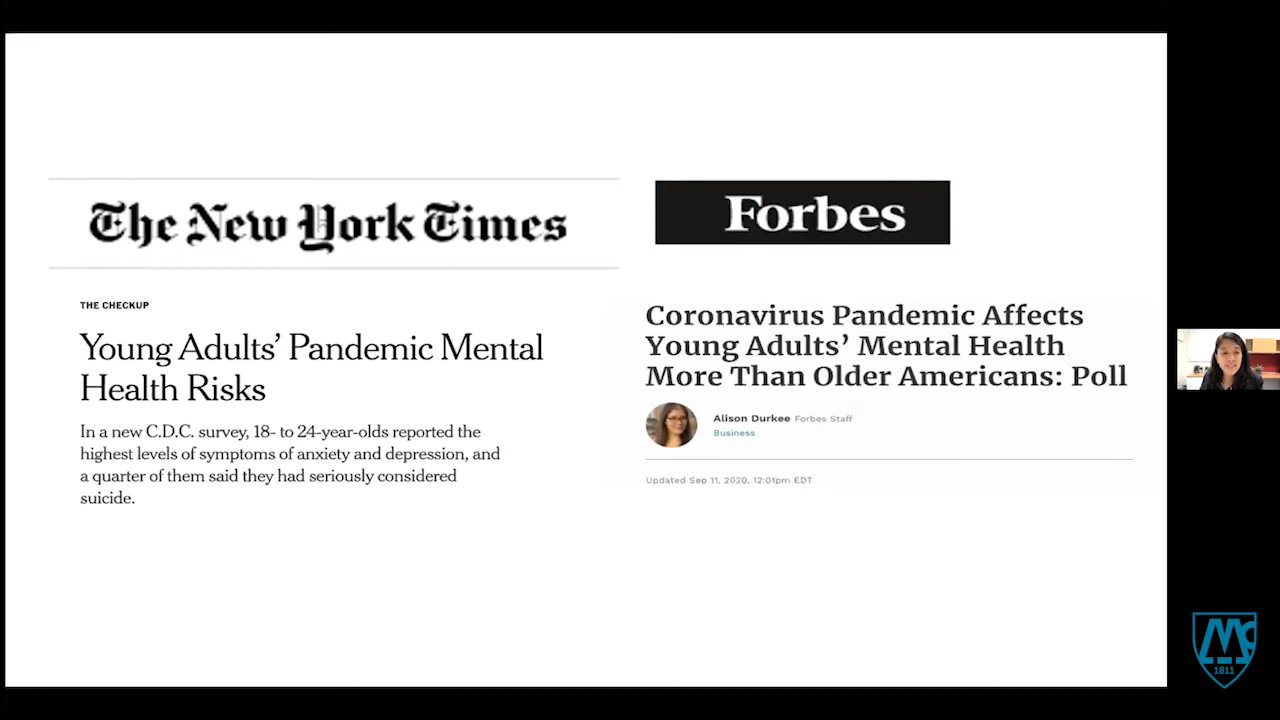 The New York Times
THE CHECKUP
Young Adults’ Pandemic Mental
Health Risks
In a new C.D.C. survey, 18- to 24-year-olds reported the
highest levels of symptoms of anxiety and depression, and
a quarter of them said they had seriously considered
suicide.
Forbes
Coronavirus Pandemic Affects
Young Adults’ Mental Health
More Than Older Americans: Poll
Alison Durkee Forbes Staff
Business
Updated Sep 11, 2020, 12:01pm EDT
Mc
1811